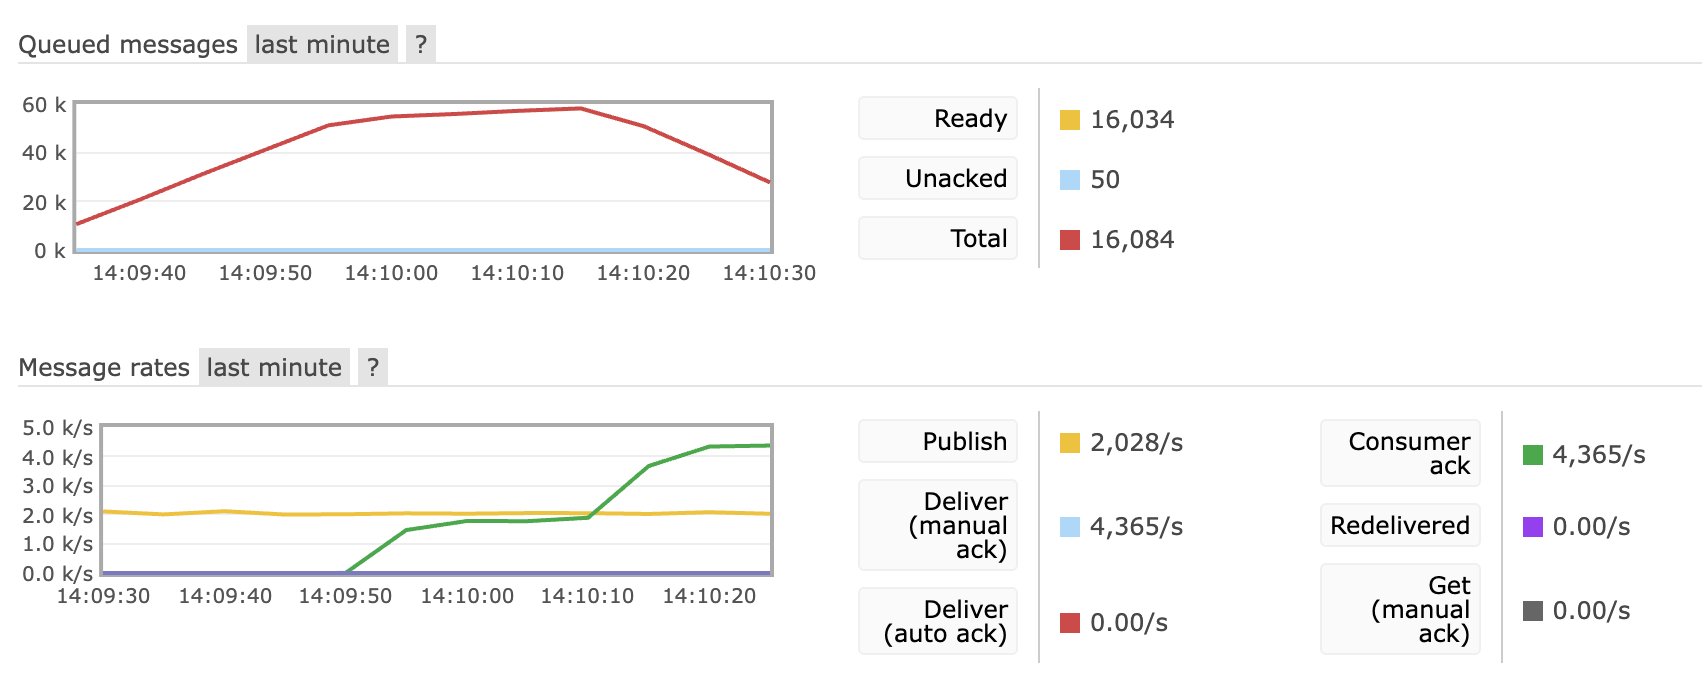 Queued messages last minute ?
60 k
40 k
20 k
0 k
14:09:40 14:09:50 14:10:00 14:10:10 14:10:20 14:10:30
Ready 16,034
Unacked 50
Total 16,084
Message rates last minute ?
5.0 k/s
4.0 k/s
3.0 k/s
2.0 k/s
1.0 k/s
0.0 k/s
14:09:30 14:09:40 14:09:50 14:10:00 14:10:10 14:10:20
Publish 2,028/s
Deliver
(manual 4,365/s
ack)
Deliver
(auto ack) 0.00/s
Consumer
ack 4,365/s
Redelivered 0.00/s
Get
(manual 0.00/s
ack)